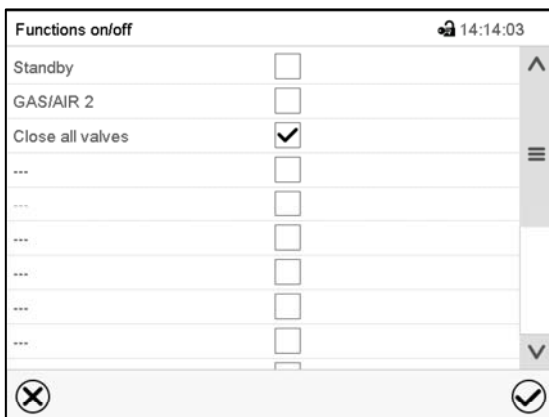 Functions on/off 14:14:03
Standby
GAS/AIR 2
Close all valves
---
---
---
---
---
---